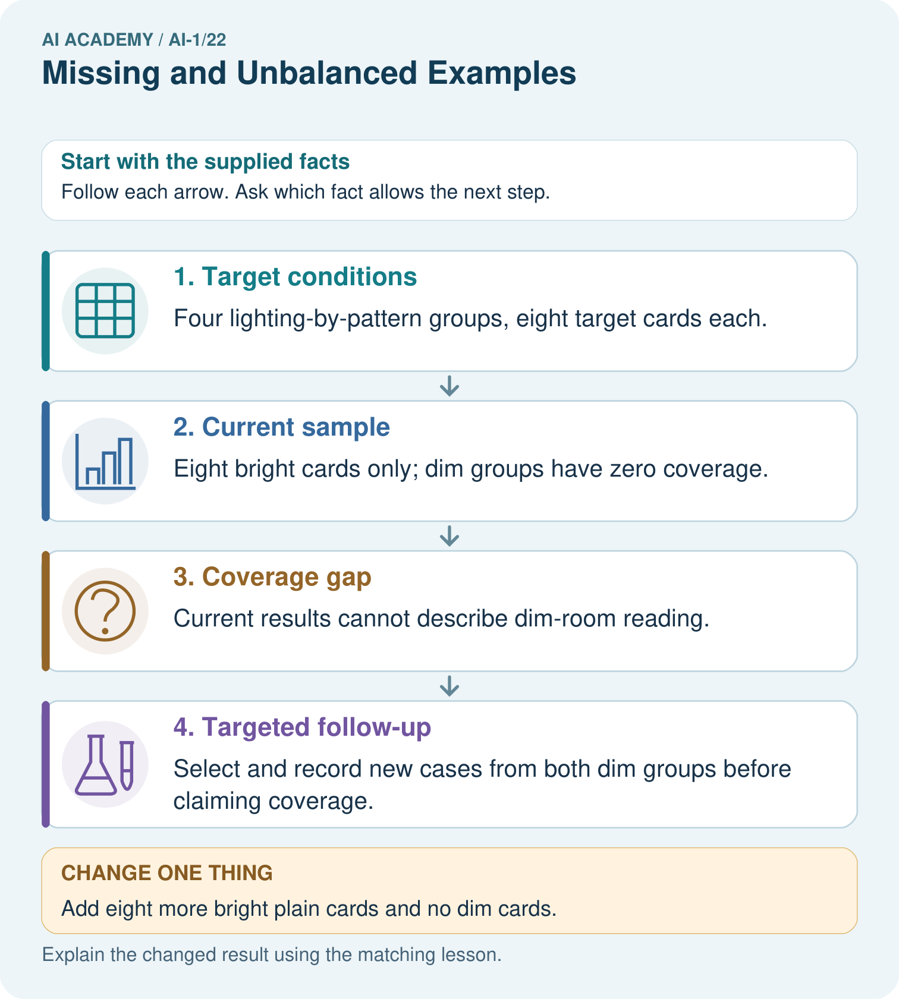 AI ACADEMY / AI-1/22
Missing and Unbalanced Examples
Start with the supplied facts
Follow each arrow. Ask which fact allows the next step.
1. Target conditions
Four lighting-by-pattern groups, eight target cards each.
2. Current sample
Eight bright cards only; dim groups have zero coverage.
3. Coverage gap
Current results cannot describe dim-room reading.
4. Targeted follow-up
Select and record new cases from both dim groups before
claiming coverage.
CHANGE ONE THING
Add eight more bright plain cards and no dim cards.
Explain the changed result using the matching lesson.